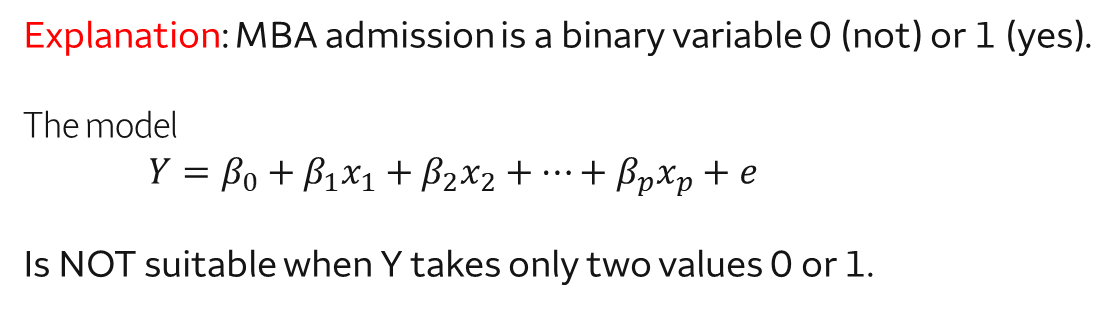 Explanation: MBA admission is a binary variable 0 (not) or 1 (yes).
The model
Y = β₀ + β₁x₁ + β₂x₂ + ⋯ + βₚxₚ + e
Is NOT suitable when Y takes only two values 0 or 1.